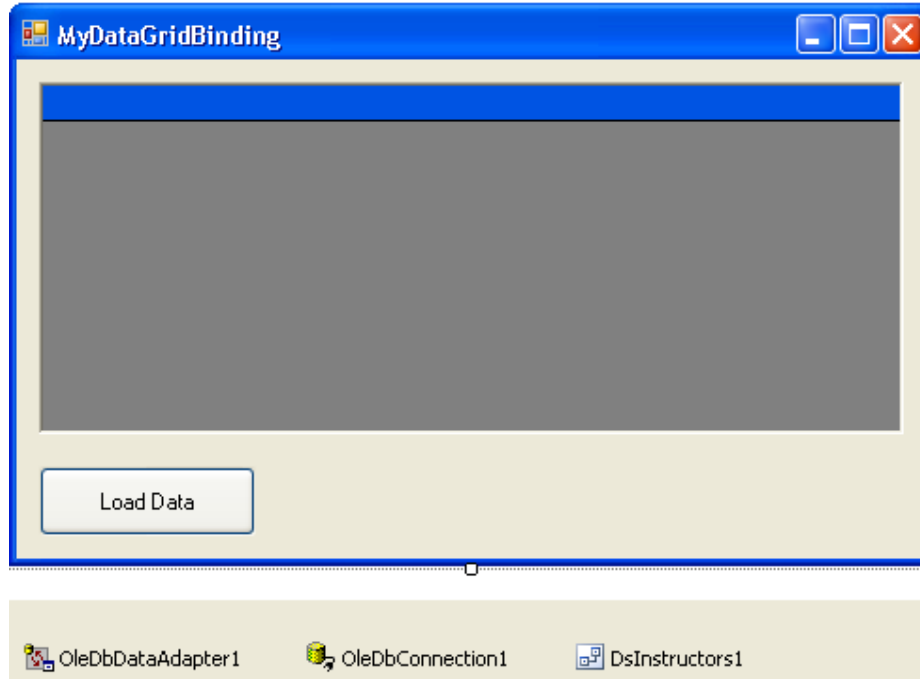 MyDataGridBinding
Load Data
OleDbDataAdapter1 OleDbConnection1 DsInstructors1